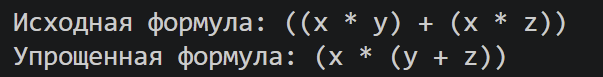 Исходная формула: ((x * y) + (x * z))
Упрощенная формула: (x * (y + z))